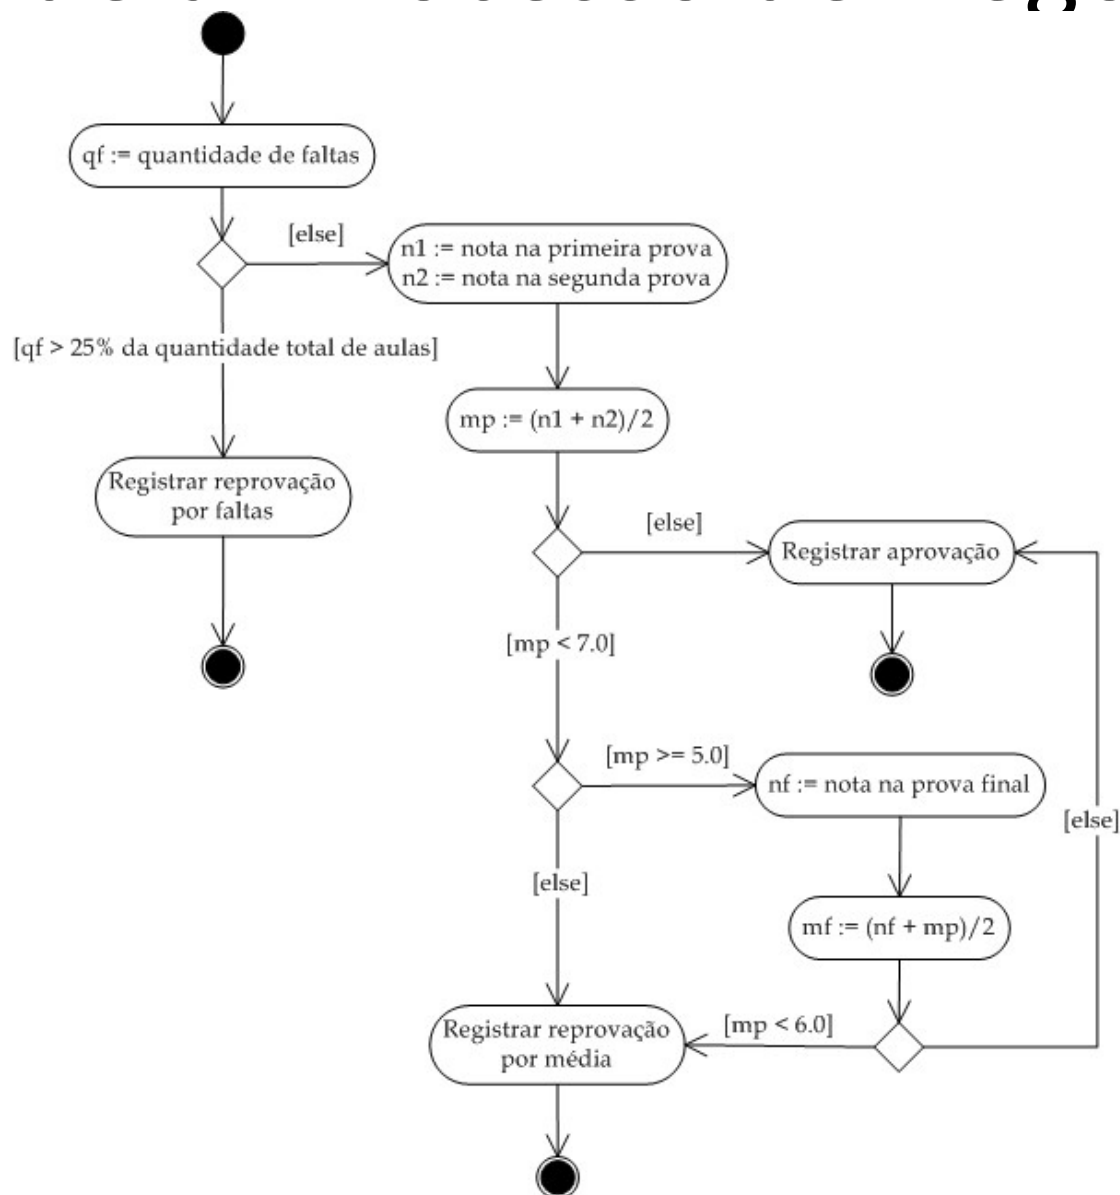 qf := quantidade de faltas
[else]
n1 := nota na primeira prova
n2 := nota na segunda prova
[qf > 25% da quantidade total de aulas]
mp := (n1 + n2)/2
Registrar reprovação
por faltas
[else]
Registrar aprovação
[mp < 7.0]
[mp >= 5.0]
nf := nota na prova final
[else]
[else]
mf := (nf + mp)/2
[mp < 6.0]
Registrar reprovação
por média